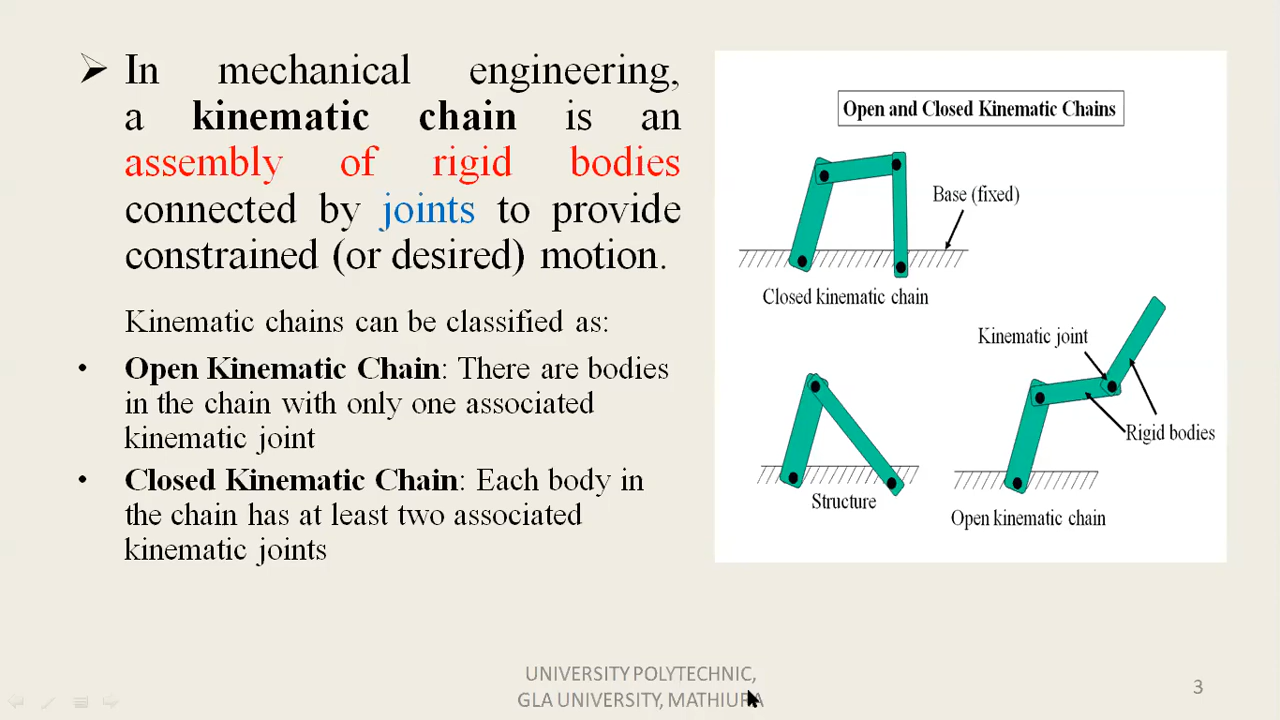 ➢ In mechanical engineering,
a kinematic chain is an
assembly of rigid bodies
connected by joints to provide
constrained (or desired) motion.
Kinematic chains can be classified as:
• Open Kinematic Chain: There are bodies
in the chain with only one associated
kinematic joint
• Closed Kinematic Chain: Each body in
the chain has at least two associated
kinematic joints
Open and Closed Kinematic Chains
Base (fixed)
Closed kinematic chain
Kinematic joint
Rigid bodies
Structure
Open kinematic chain
UNIVERSITY POLYTECHNIC,
GLA UNIVERSITY, MATHIURA
3